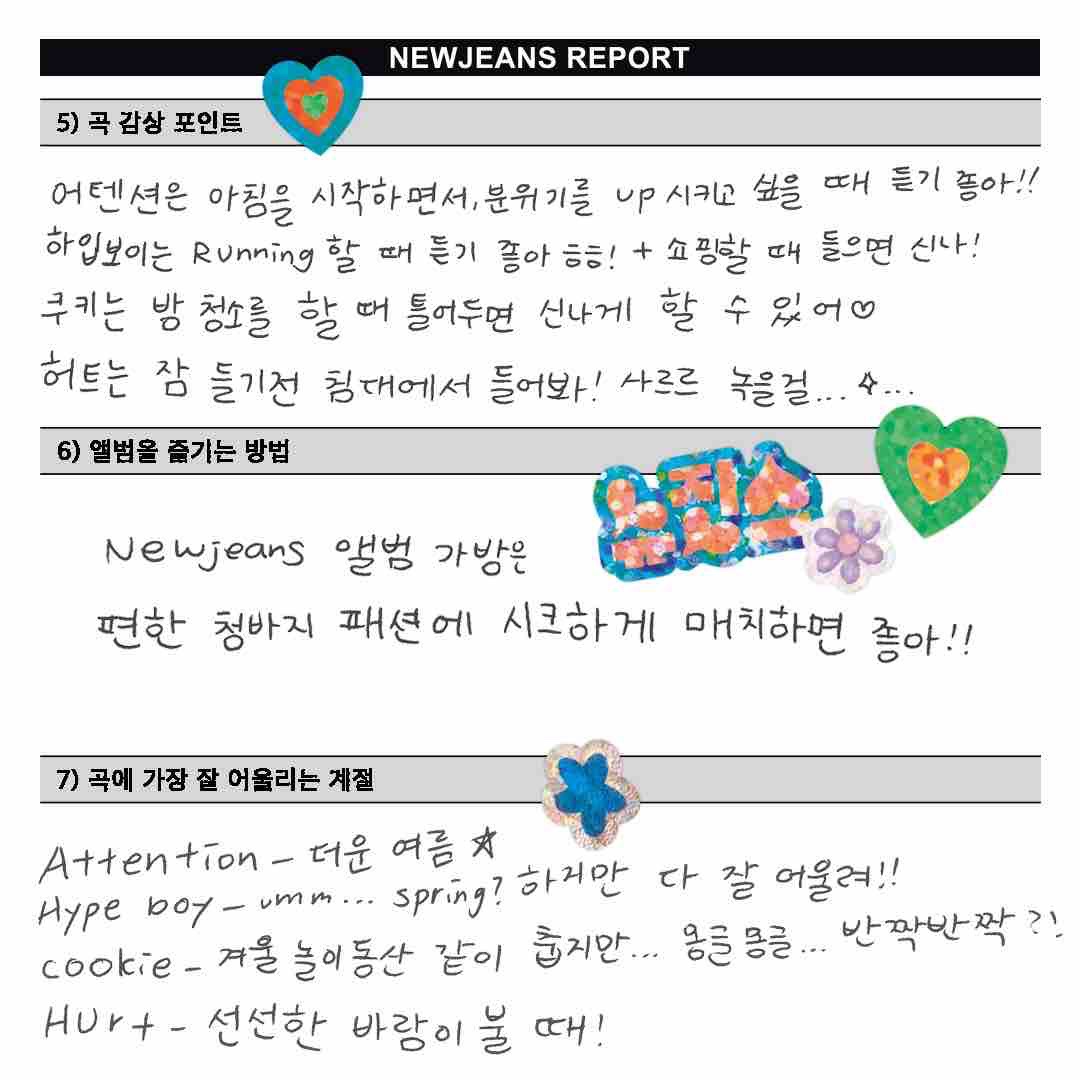 NEWJEANS REPORT
5) 곡 감상 포인트
어텐션은 아침을 시작하면서, 분위기를 up 시키고 싶을 때 듣기 좋아!!
하입보이는 Running 할 때 듣기 좋아 흠흠! + 쇼핑할 때 들으면 신나!
쿠키는 밤 청소를 할 때 틀어두면 신나게 할 수 있어♡
허트는 잠 들기전 침대에서 들어봐! 사르르 녹을걸...✧...
6) 앨범을 즐기는 방법
뉴진스
Newjeans 앨범 가방은
편한 청바지 패션에 시크하게 매치하면 좋아!!
7) 곡에 가장 잘 어울리는 계절
Attention - 더운 여름 ☆
Hype boy - umm... spring? 하지만 다 잘 어울려!!
cookie - 겨울 놀이동산 같이 춥지만... 몽글몽글... 반짝반짝?!
Hurt - 선선한 바람이 불 때!